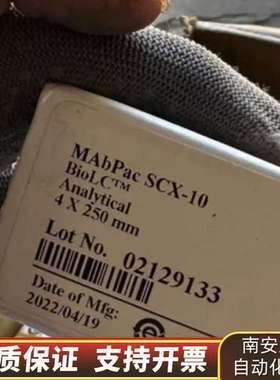 MAbPac SCX-10
BioLC™
Analytical
4 X 250 mm
Lot No. 02129133
Date of Mfg:
2022/04/19
质保证 支持开票
南安
自动化